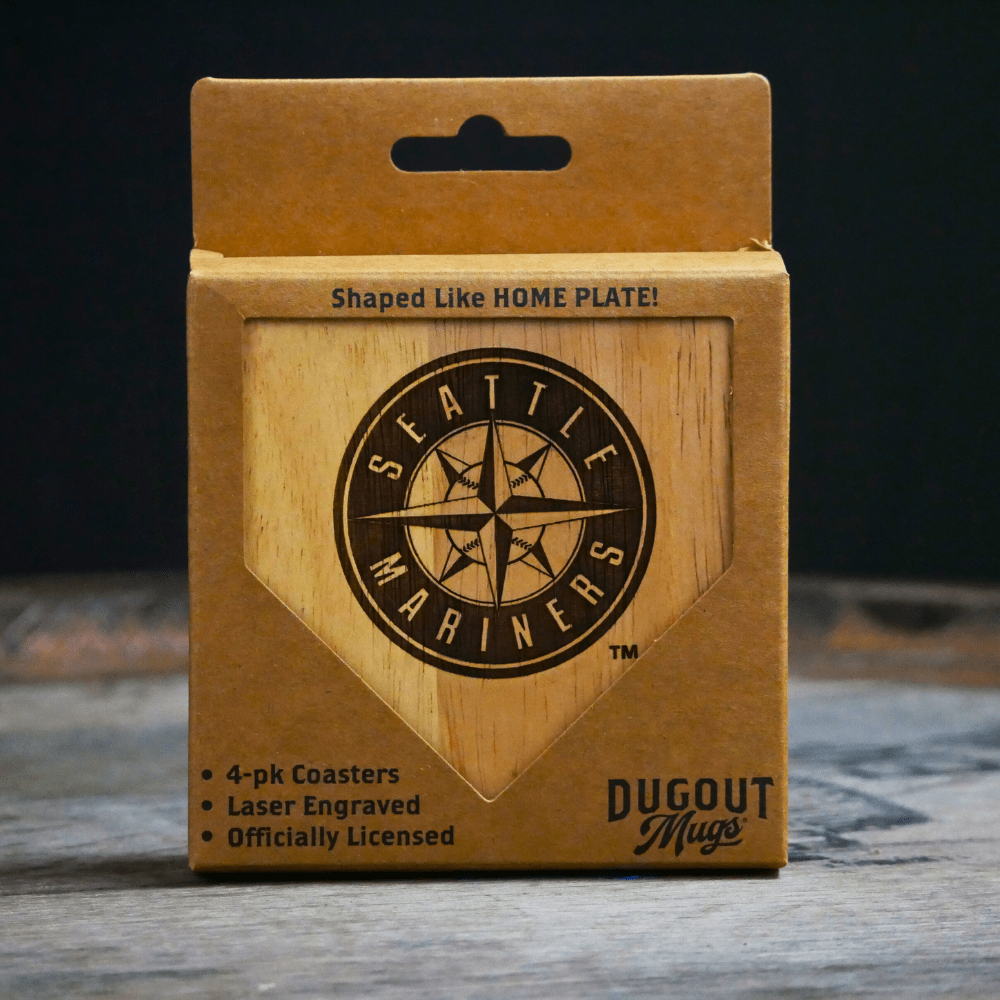 Shaped Like HOME PLATE!
SEATTLE
MARINERS
TM
• 4-pk Coasters
• Laser Engraved
• Officially Licensed
DUGOUT
Mugs®